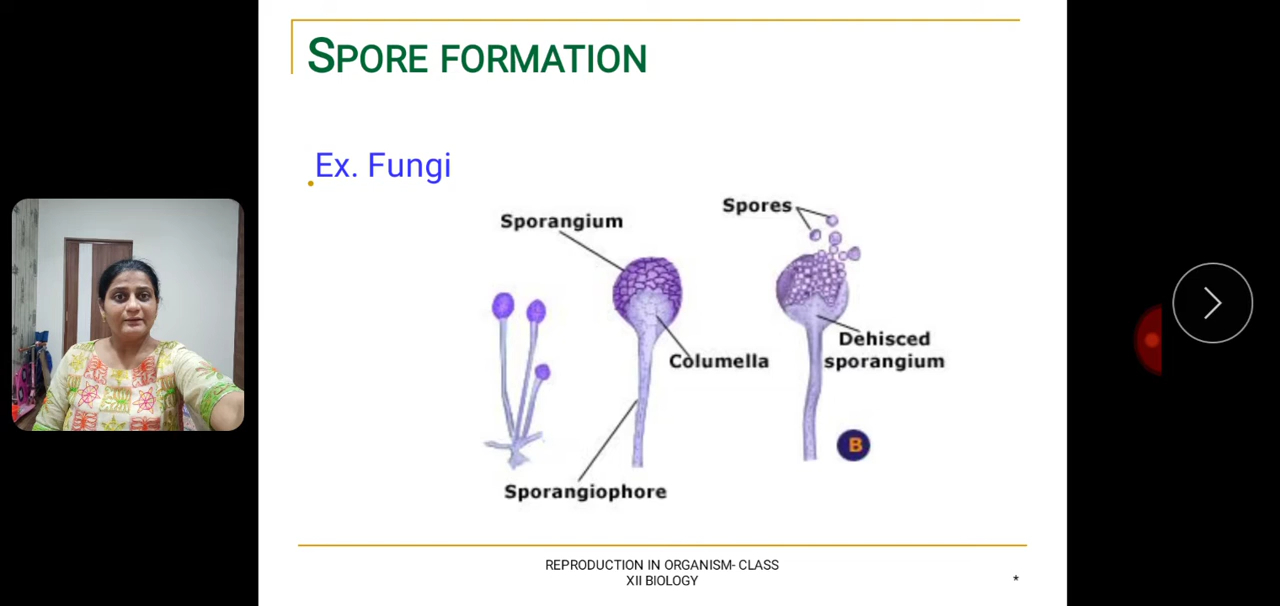 SPORE FORMATION
Ex. Fungi
Spores
Sporangium
Dehisced
sporangium
Columella
B
Sporangiophore
REPRODUCTION IN ORGANISM- CLASS
XII BIOLOGY
*